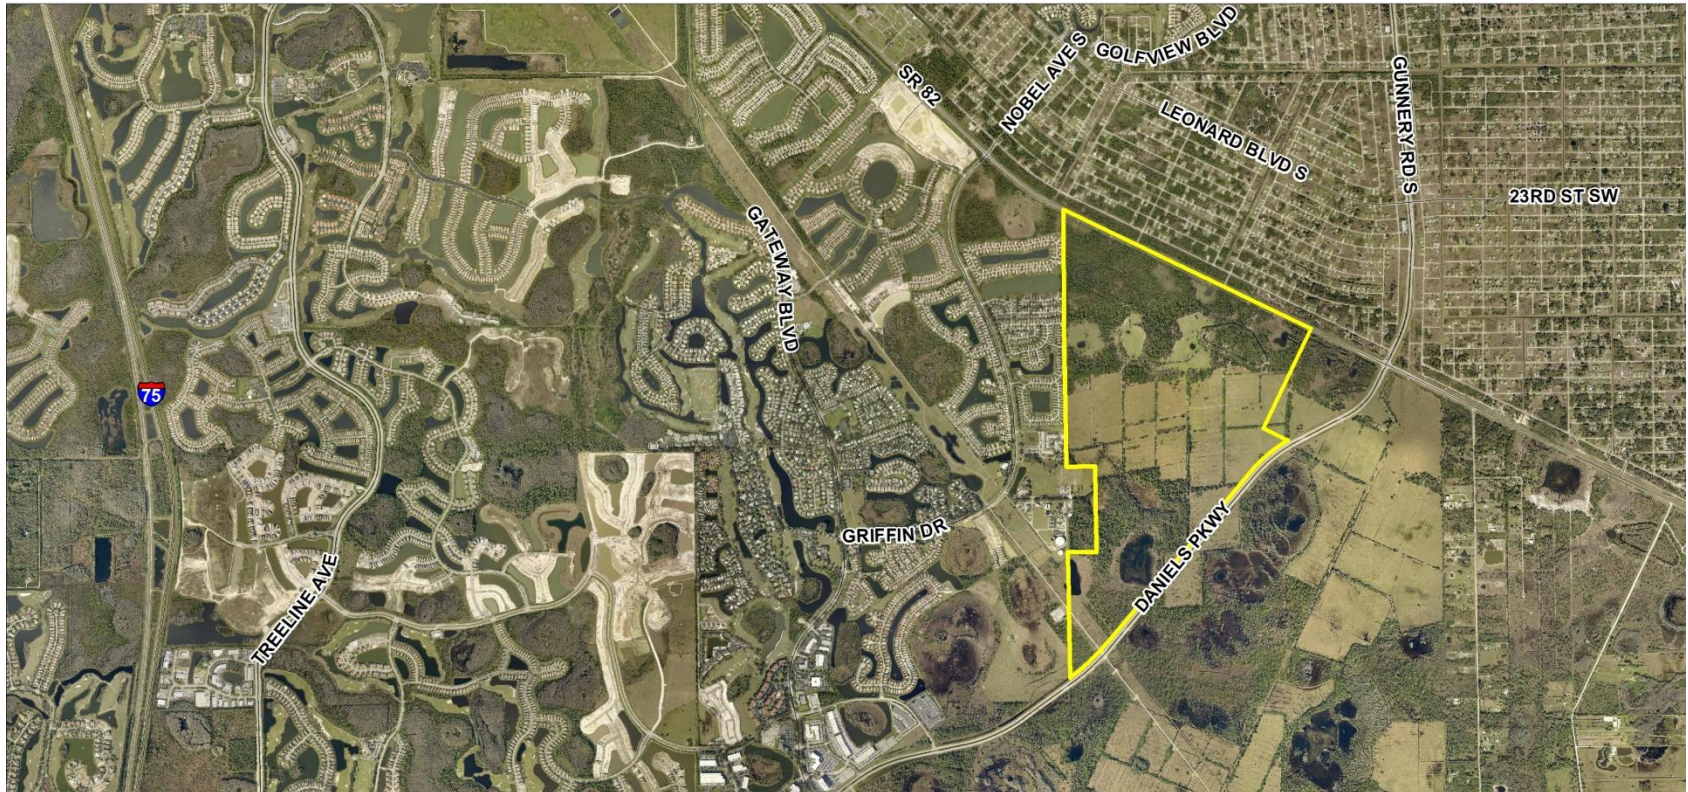 GOLFVIEW BLVD
NOBEL AVE S
SR 82
GUNNERY RD S
LEONARD BLVD S
23RD ST SW
GATEWAY BLVD
75
GRIFFIN DR
DANIELS PKWY
TREELINE AVE